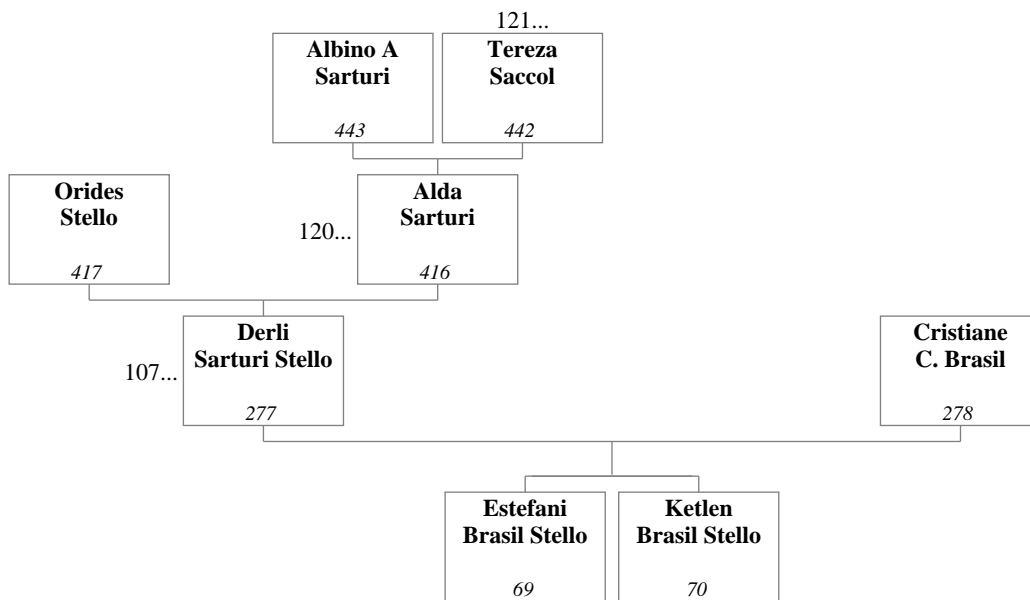 121...
Albino A
Sarturi
443
Tereza
Saccol
442
Orides
Stello
417
120...
Alda
Sarturi
416
107...
Derli
Sarturi Stello
277
Cristiane
C. Brasil
278
Estefani
Brasil Stello
69
Ketlen
Brasil Stello
70